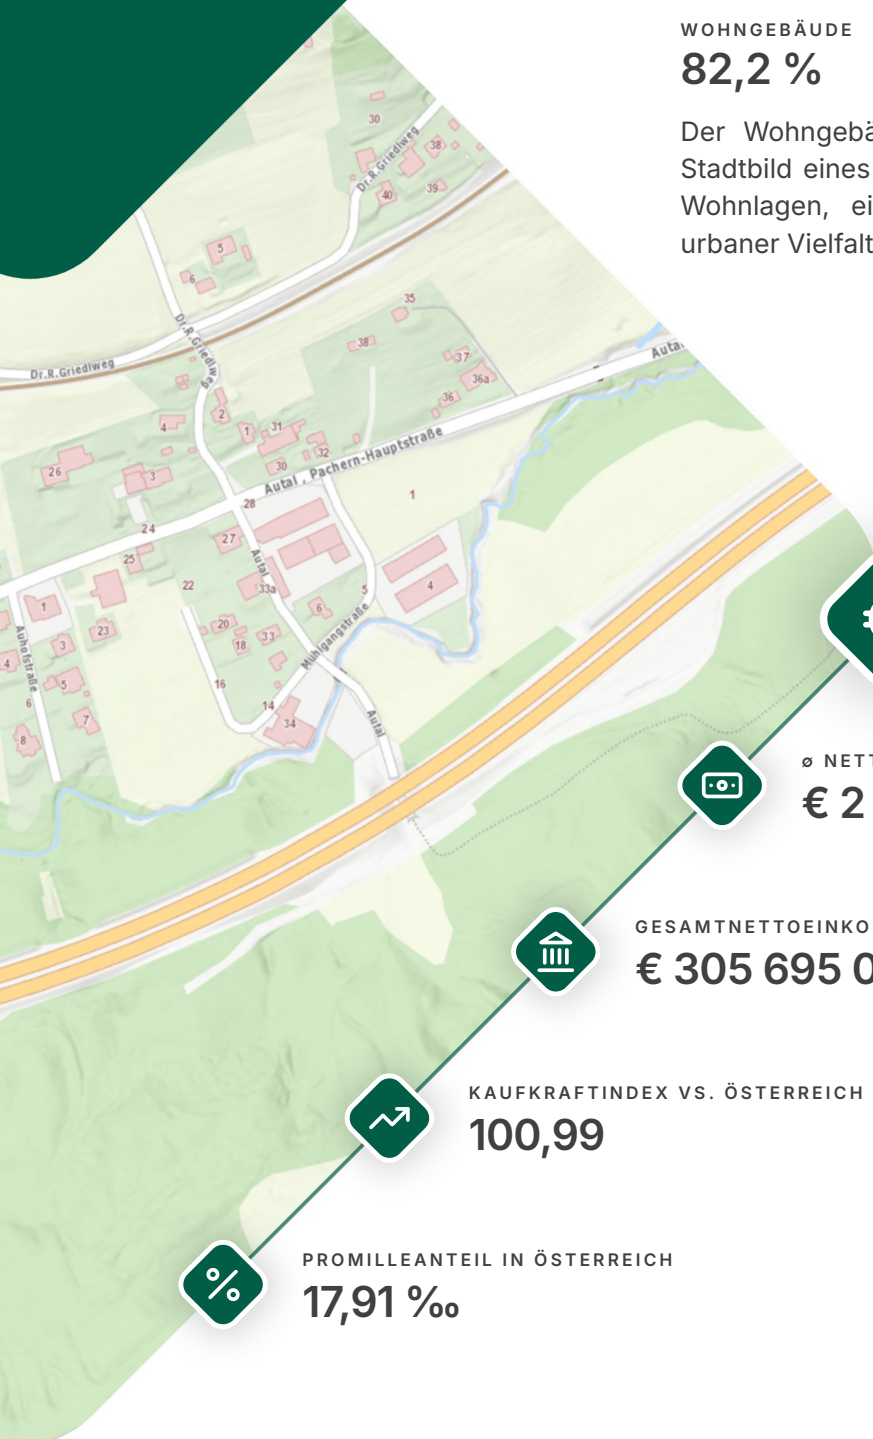 WOHNGEBÄUDE
82,2 %
Der Wohngebä
Stadtbild eines
Wohnlagen, ei
urbaner Vielfalt
30
Dr.R.Griedlweg
38
40
39
5
6
35
Dr.R.Griedlweg
38
37
Autal
Dr.R.Griedlweg
36a
36
2
4
1
31
32
Autal , Pachern-Hauptstraße
26
3
30
1
28
24
27
25
Autal
22
33a
5
4
1
6
23
20
33
Auhofstraße
3
18
Mühlgangstraße
4
5
16
6
14
7
34
Autal
8
ø NETT
€ 2
GESAMTNETTOEINKO
€ 305 695 0
KAUFKRAFTINDEX VS. ÖSTERREICH
100,99
PROMILLEANTEIL IN ÖSTERREICH
17,91 ‰